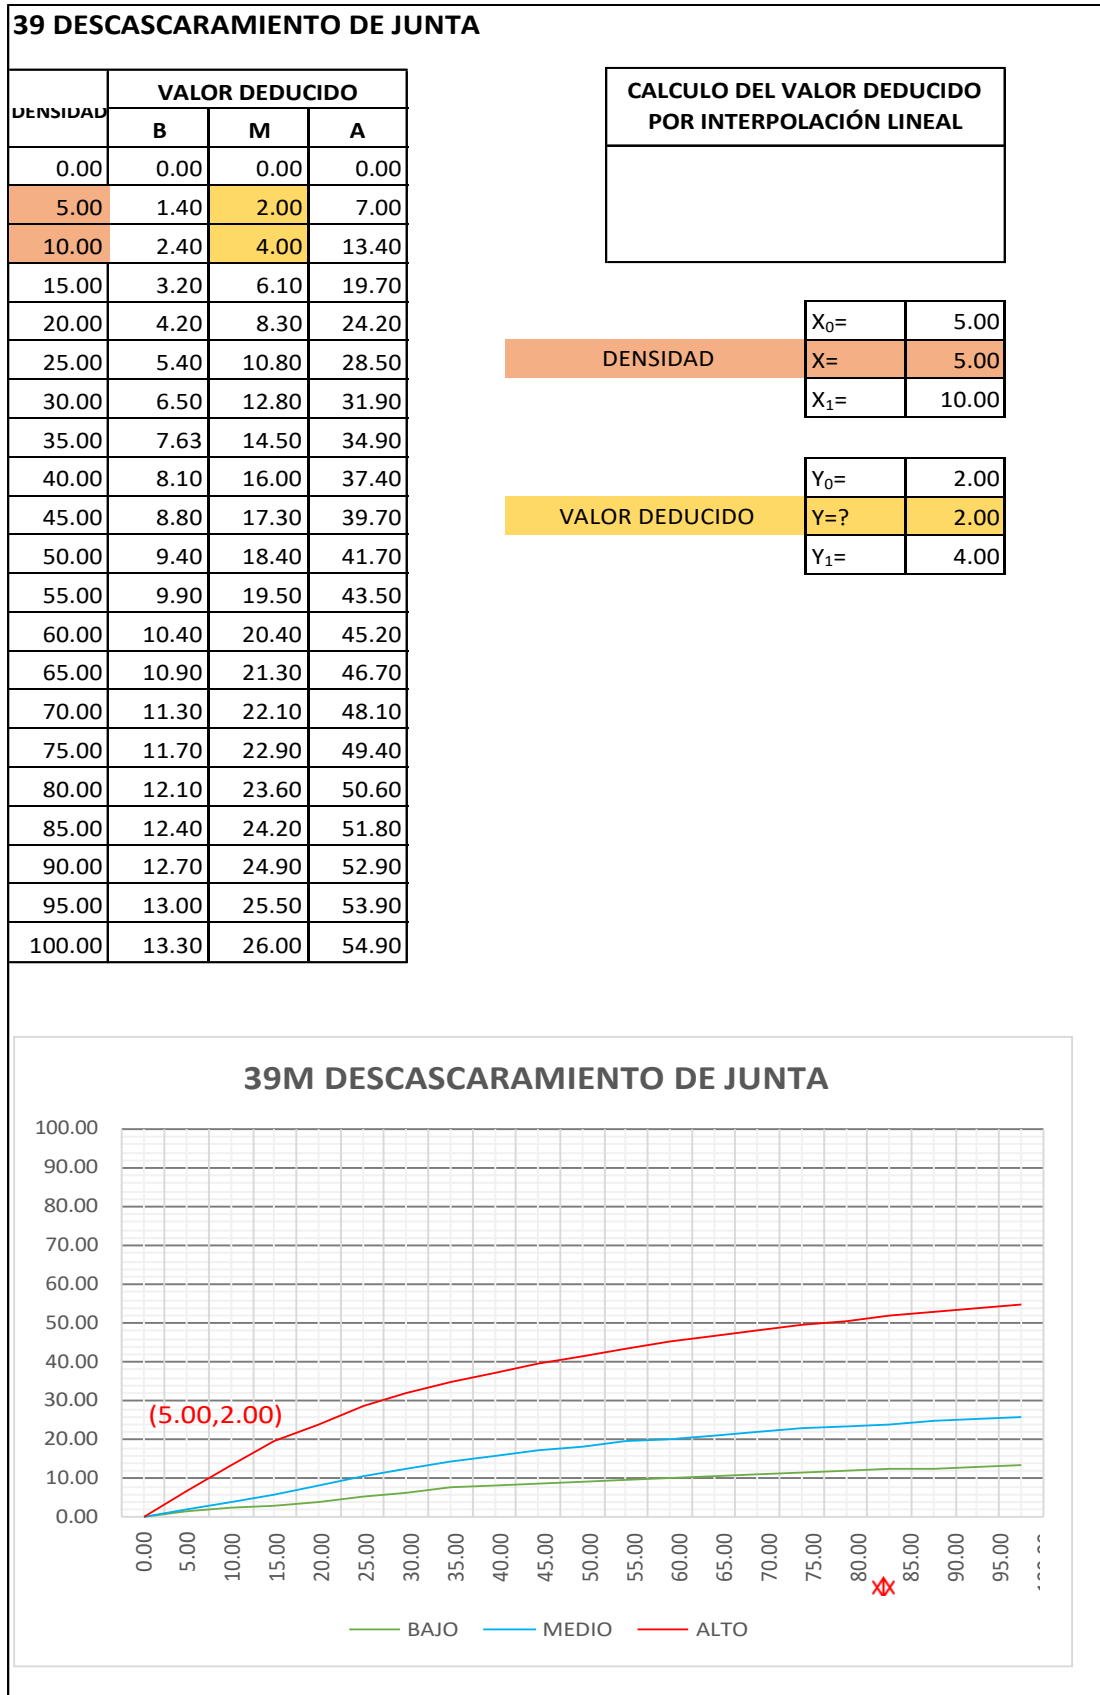 39 DESCASCARAMIENTO DE JUNTA
DENSIDAD VALOR DEDUCIDO
B M A
0.00 0.00 0.00 0.00
5.00 1.40 2.00 7.00
10.00 2.40 4.00 13.40
15.00 3.20 6.10 19.70
20.00 4.20 8.30 24.20
25.00 5.40 10.80 28.50
30.00 6.50 12.80 31.90
35.00 7.63 14.50 34.90
40.00 8.10 16.00 37.40
45.00 8.80 17.30 39.70
50.00 9.40 18.40 41.70
55.00 9.90 19.50 43.50
60.00 10.40 20.40 45.20
65.00 10.90 21.30 46.70
70.00 11.30 22.10 48.10
75.00 11.70 22.90 49.40
80.00 12.10 23.60 50.60
85.00 12.40 24.20 51.80
90.00 12.70 24.90 52.90
95.00 13.00 25.50 53.90
100.00 13.30 26.00 54.90
CALCULO DEL VALOR DEDUCIDO
POR INTERPOLACIÓN LINEAL
X₀= 5.00
DENSIDAD X= 5.00
X₁= 10.00
Y₀= 2.00
VALOR DEDUCIDO Y=? 2.00
Y₁= 4.00
39M DESCASCARAMIENTO DE JUNTA
100.00
90.00
80.00
70.00
60.00
50.00
40.00
30.00
20.00
10.00
0.00
(5.00,2.00)
0.00 5.00 10.00 15.00 20.00 25.00 30.00 35.00 40.00 45.00 50.00 55.00 60.00 65.00 70.00 75.00 80.00 85.00 90.00 95.00
BAJO MEDIO ALTO